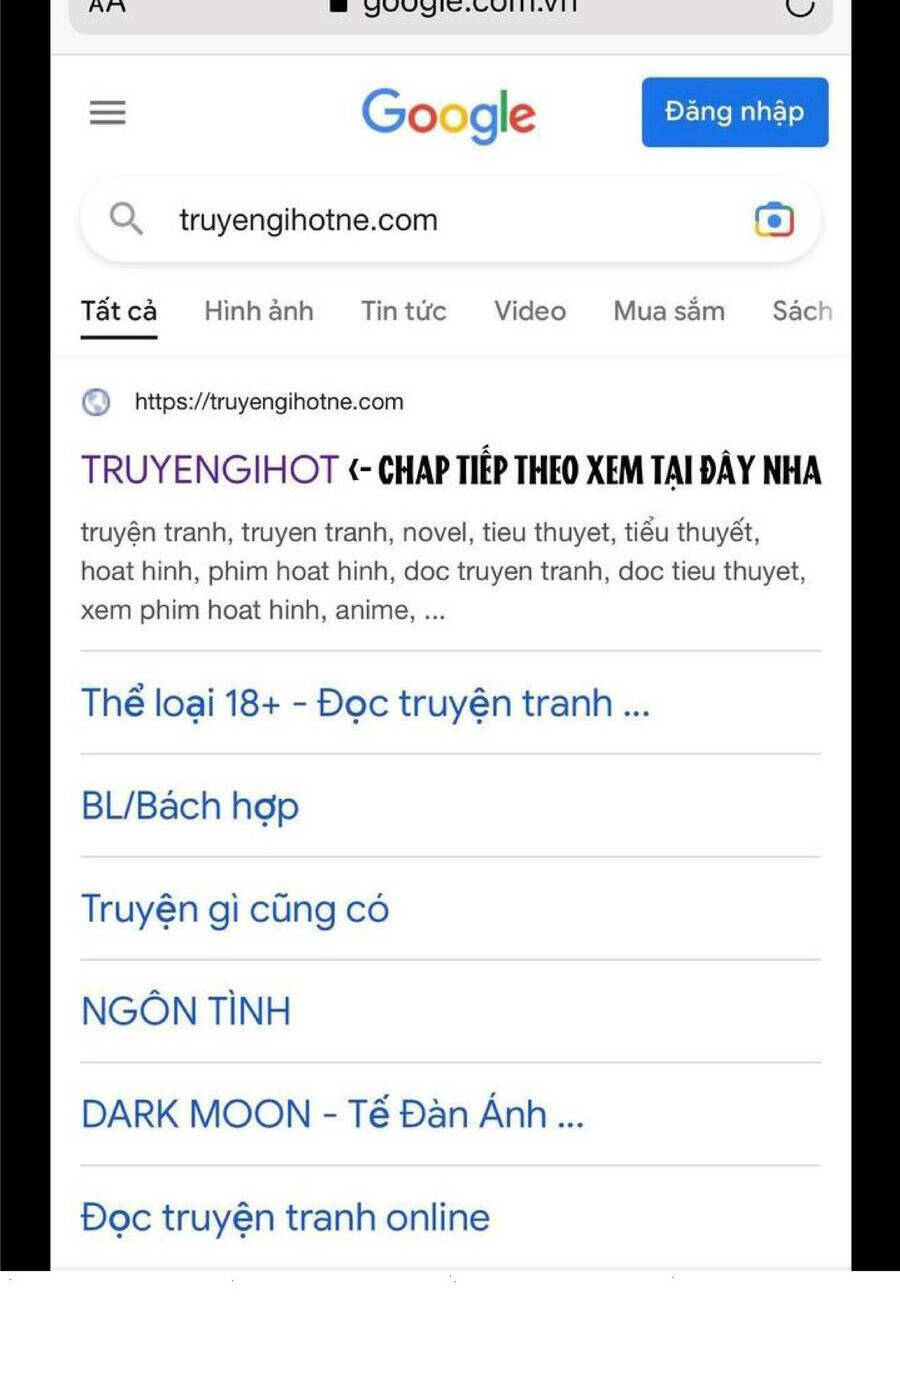 AA google.com.vn
Google Đăng nhập
truyengihotne.com
Tất cả Hình ảnh Tin tức Video Mua sắm Sách
https://truyengihotne.com
TRUYENGIHOT <- CHAP TIẾP THEO XEM TẠI ĐÂY NHA
truyện tranh, truyen tranh, novel, tieu thuyet, tiểu thuyết,
hoat hinh, phim hoat hinh, doc truyen tranh, doc tieu thuyet,
xem phim hoat hinh, anime, ...
Thể loại 18+ - Đọc truyện tranh ...
BL/Bách hợp
Truyện gì cũng có
NGÔN TÌNH
DARK MOON - Tế Đàn Ánh ...
Đọc truyện tranh online